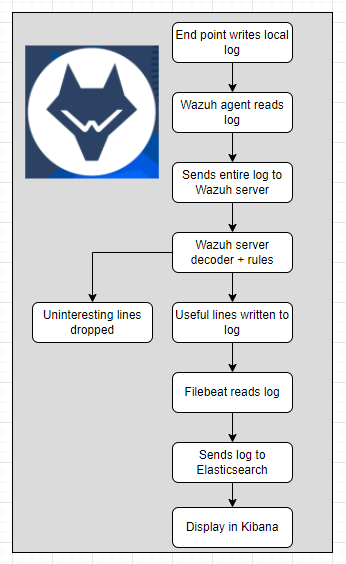 End point writes local
log
Wazuh agent reads
log
Sends entire log to
Wazuh server
Wazuh server
decoder + rules
Uninteresting lines
dropped
Useful lines written to
log
Filebeat reads log
Sends log to
Elasticsearch
Display in Kibana